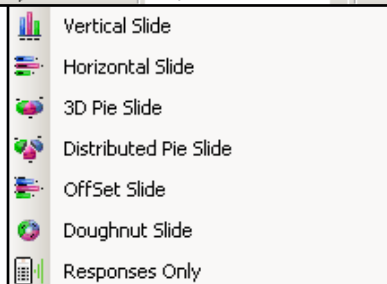 Vertical Slide
Horizontal Slide
3D Pie Slide
Distributed Pie Slide
OffSet Slide
Doughnut Slide
Responses Only